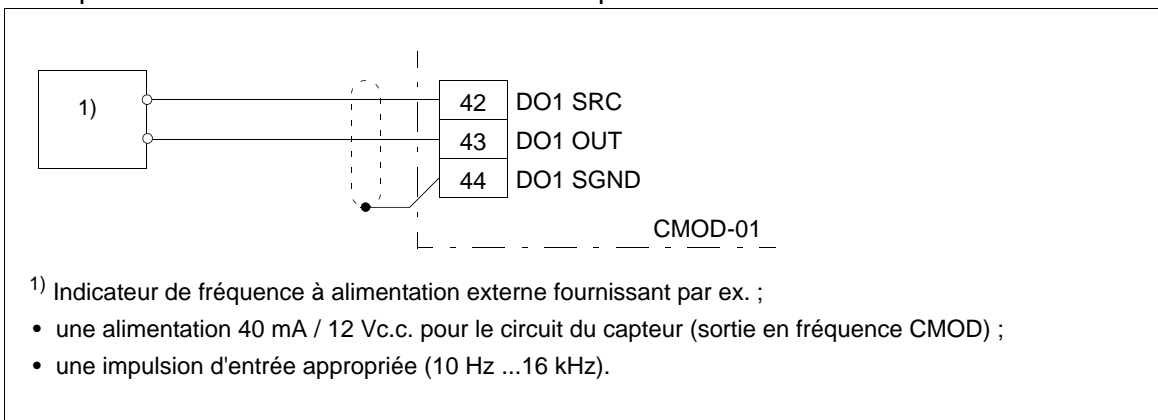 1)
42 DO1 SRC
43 DO1 OUT
44 DO1 SGND
CMOD-01
1) Indicateur de fréquence à alimentation externe fournissant par ex. ;
• une alimentation 40 mA / 12 Vc.c. pour le circuit du capteur (sortie en fréquence CMOD) ;
• une impulsion d'entrée appropriée (10 Hz ...16 kHz).